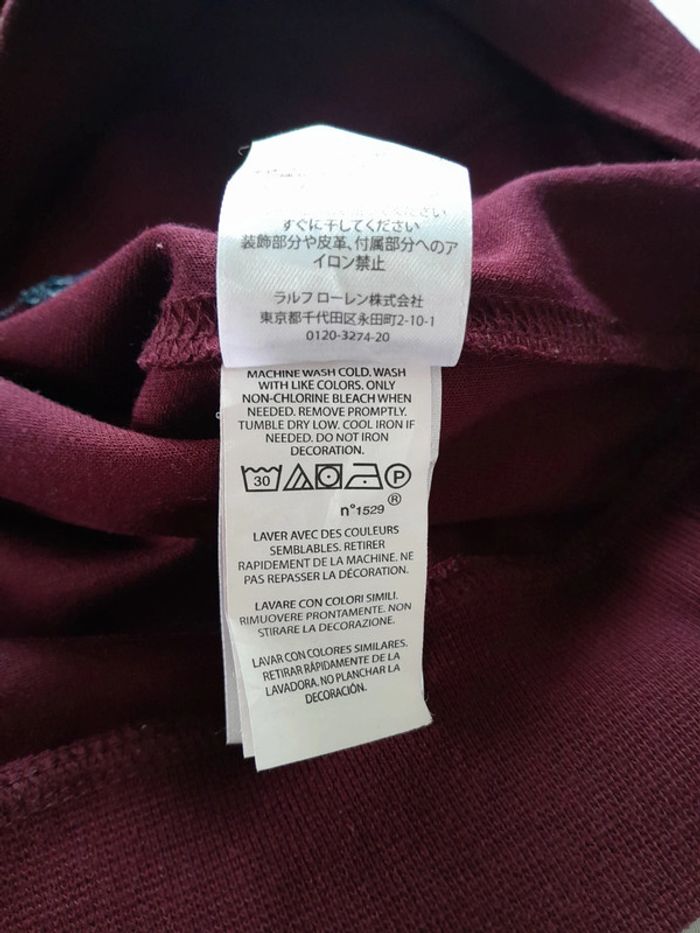 ください
すぐに干してください
装飾部分や皮革、付属部分へのア
イロン禁止
ラルフ ローレン株式会社
東京都千代田区永田町2-10-1
0120-3274-20
MACHINE WASH COLD. WASH
WITH LIKE COLORS. ONLY
NON-CHLORINE BLEACH WHEN
NEEDED. REMOVE PROMPTLY.
TUMBLE DRY LOW. COOL IRON IF
NEEDED. DO NOT IRON
DECORATION.
30 P
®
n°1529
LAVER AVEC DES COULEURS
SEMBLABLES. RETIRER
RAPIDEMENT DE LA MACHINE. NE
PAS REPASSER LA DÉCORATION.
LAVARE CON COLORI SIMILI.
RIMUOVERE PRONTAMENTE. NON
STIRARE LA DECORAZIONE.
LAVAR CON COLORES SIMILARES.
RETIRAR RÁPIDAMENTE DE LA
LAVADORA. NO PLANCHAR LA
DECORACIÓN.